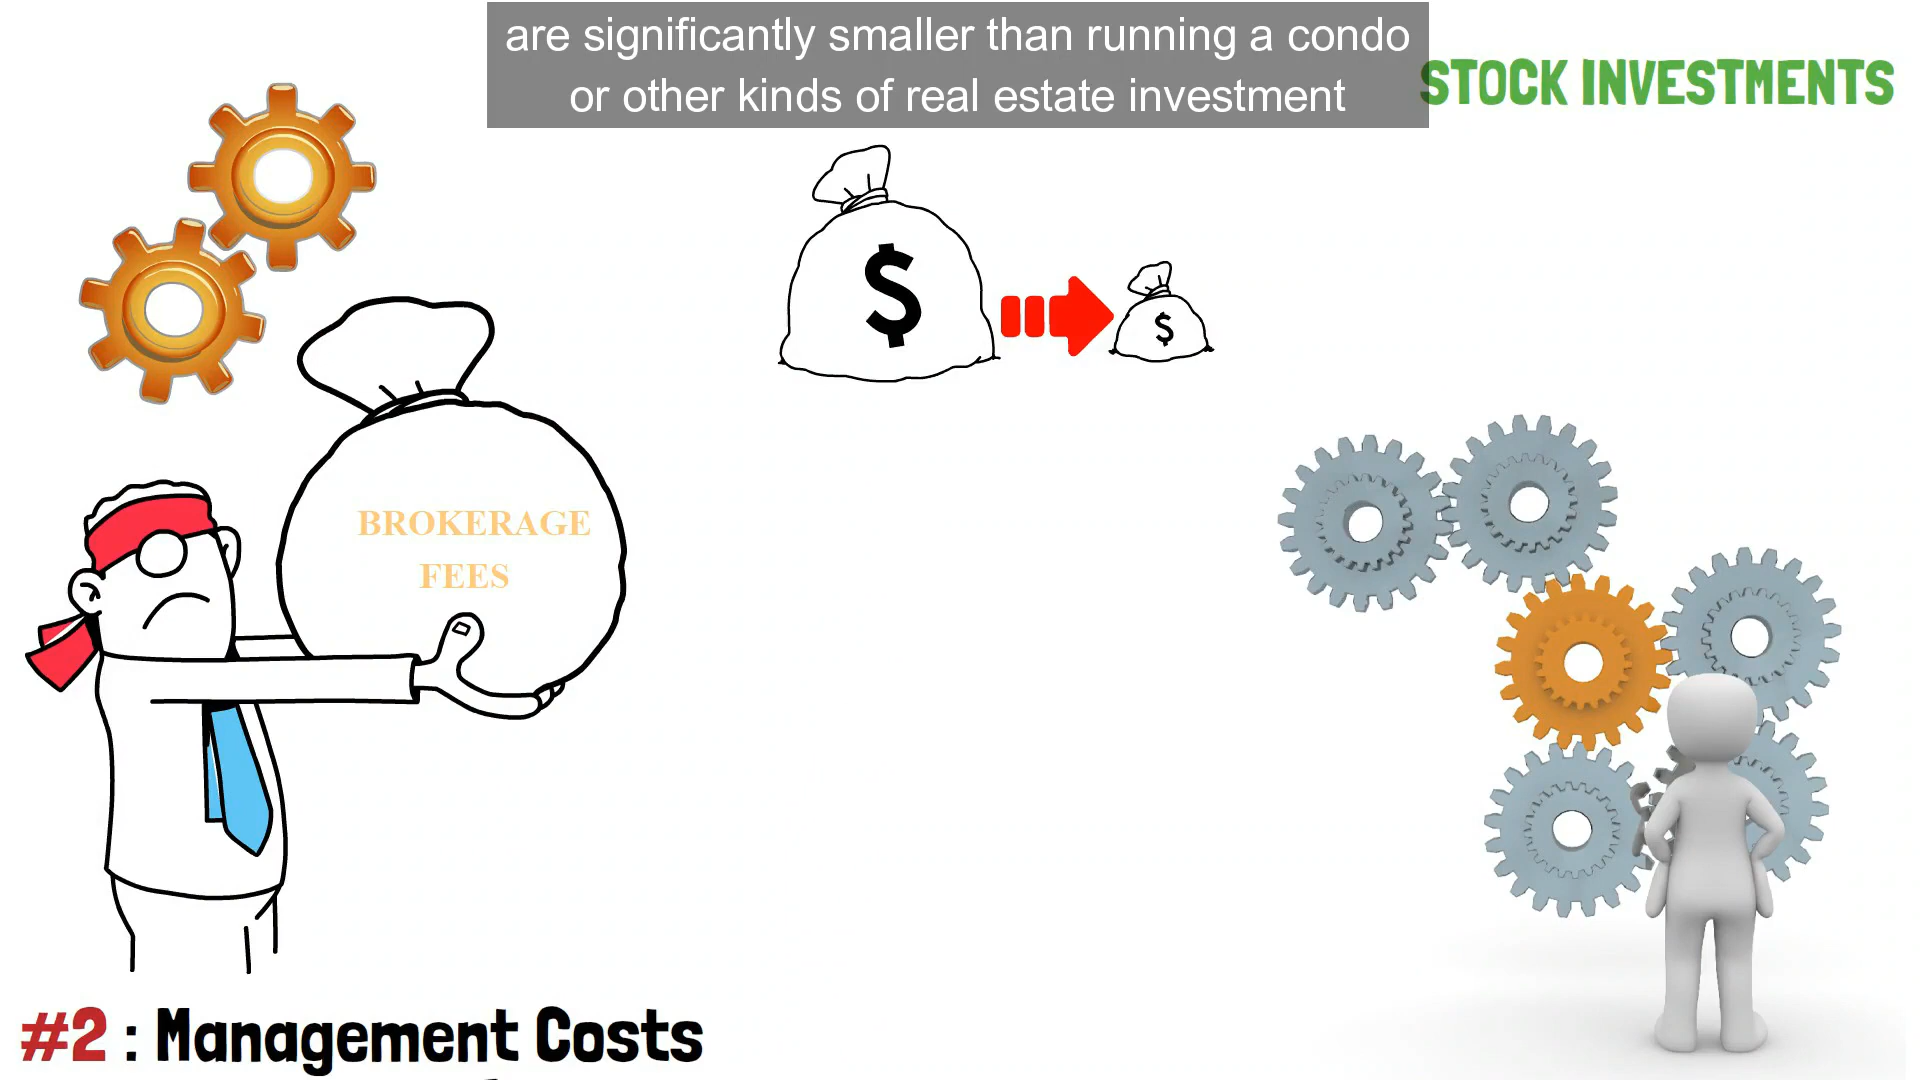 are significantly smaller than running a condo
or other kinds of real estate investment
STOCK INVESTMENTS
$
$
BROKERAGE
FEES
#2 : Management Costs